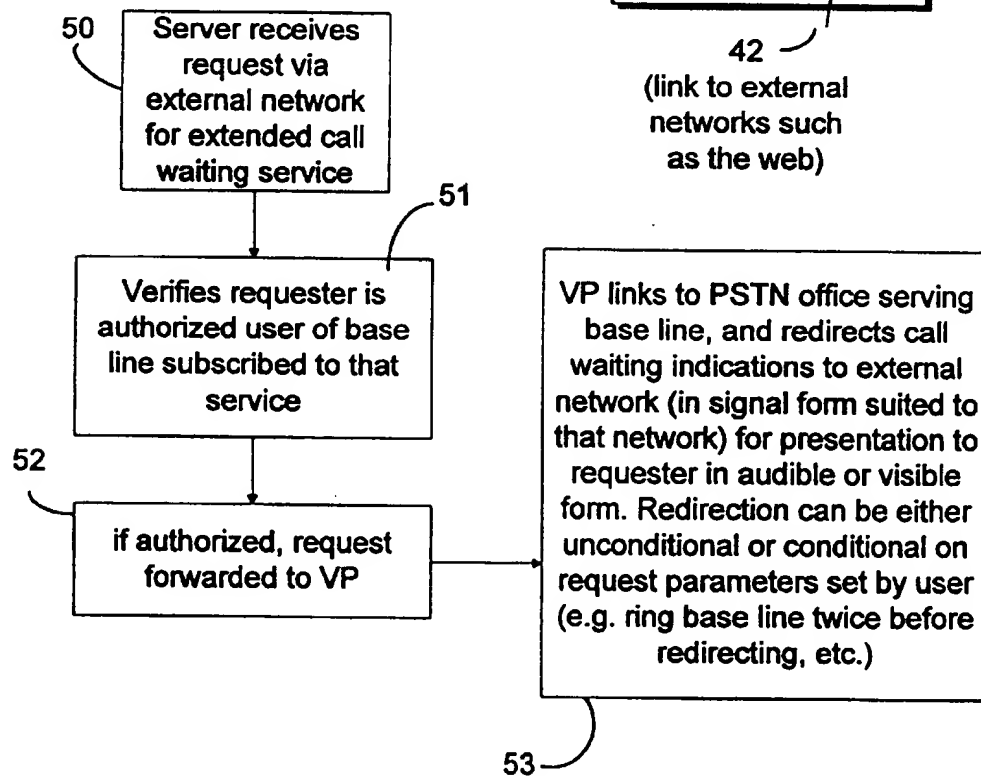 50
Server receives
request via
external network
for extended call
waiting service
42
(link to external
networks such
as the web)
51
Verifies requester is
authorized user of base
line subscribed to that
service
52
if authorized, request
forwarded to VP
VP links to PSTN office serving
base line, and redirects call
waiting indications to external
network (in signal form suited to
that network) for presentation to
requester in audible or visible
form. Redirection can be either
unconditional or conditional on
request parameters set by user
(e.g. ring base line twice before
redirecting, etc.)
53